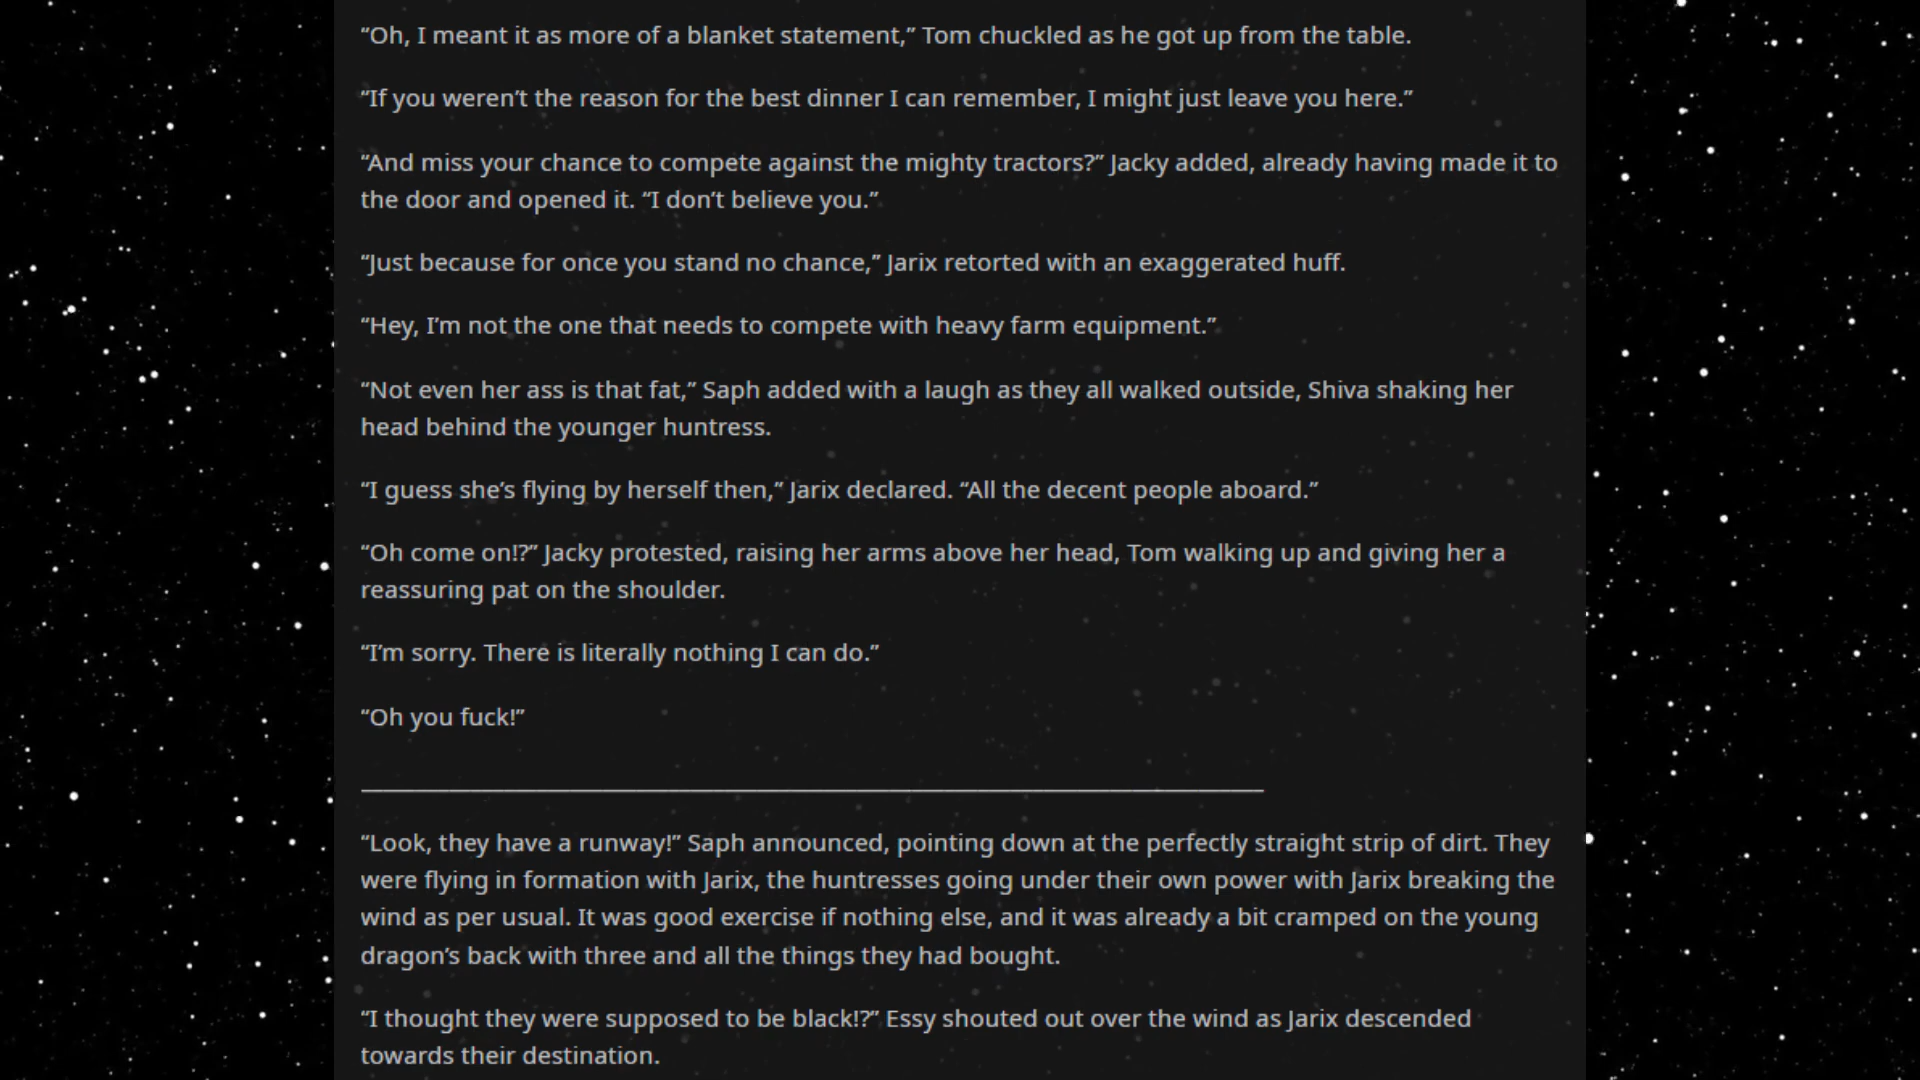 “Oh, I meant it as more of a blanket statement,” Tom chuckled as he got up from the table.
“If you weren’t the reason for the best dinner I can remember, I might just leave you here.”
“And miss your chance to compete against the mighty tractors?” Jacky added, already having made it to
the door and opened it. “I don’t believe you.”
“Just because for once you stand no chance,” Jarix retorted with an exaggerated huff.
“Hey, I’m not the one that needs to compete with heavy farm equipment.”
“Not even her ass is that fat,” Saph added with a laugh as they all walked outside, Shiva shaking her
head behind the younger huntress.
“I guess she’s flying by herself then,” Jarix declared. “All the decent people aboard.”
“Oh come on!?” Jacky protested, raising her arms above her head, Tom walking up and giving her a
reassuring pat on the shoulder.
“I’m sorry. There is literally nothing I can do.”
“Oh you fuck!”
“Look, they have a runway!” Saph announced, pointing down at the perfectly straight strip of dirt. They
were flying in formation with Jarix, the huntresses going under their own power with Jarix breaking the
wind as per usual. It was good exercise if nothing else, and it was already a bit cramped on the young
dragon’s back with three and all the things they had bought.
“I thought they were supposed to be black!?” Essy shouted out over the wind as Jarix descended
towards their destination.